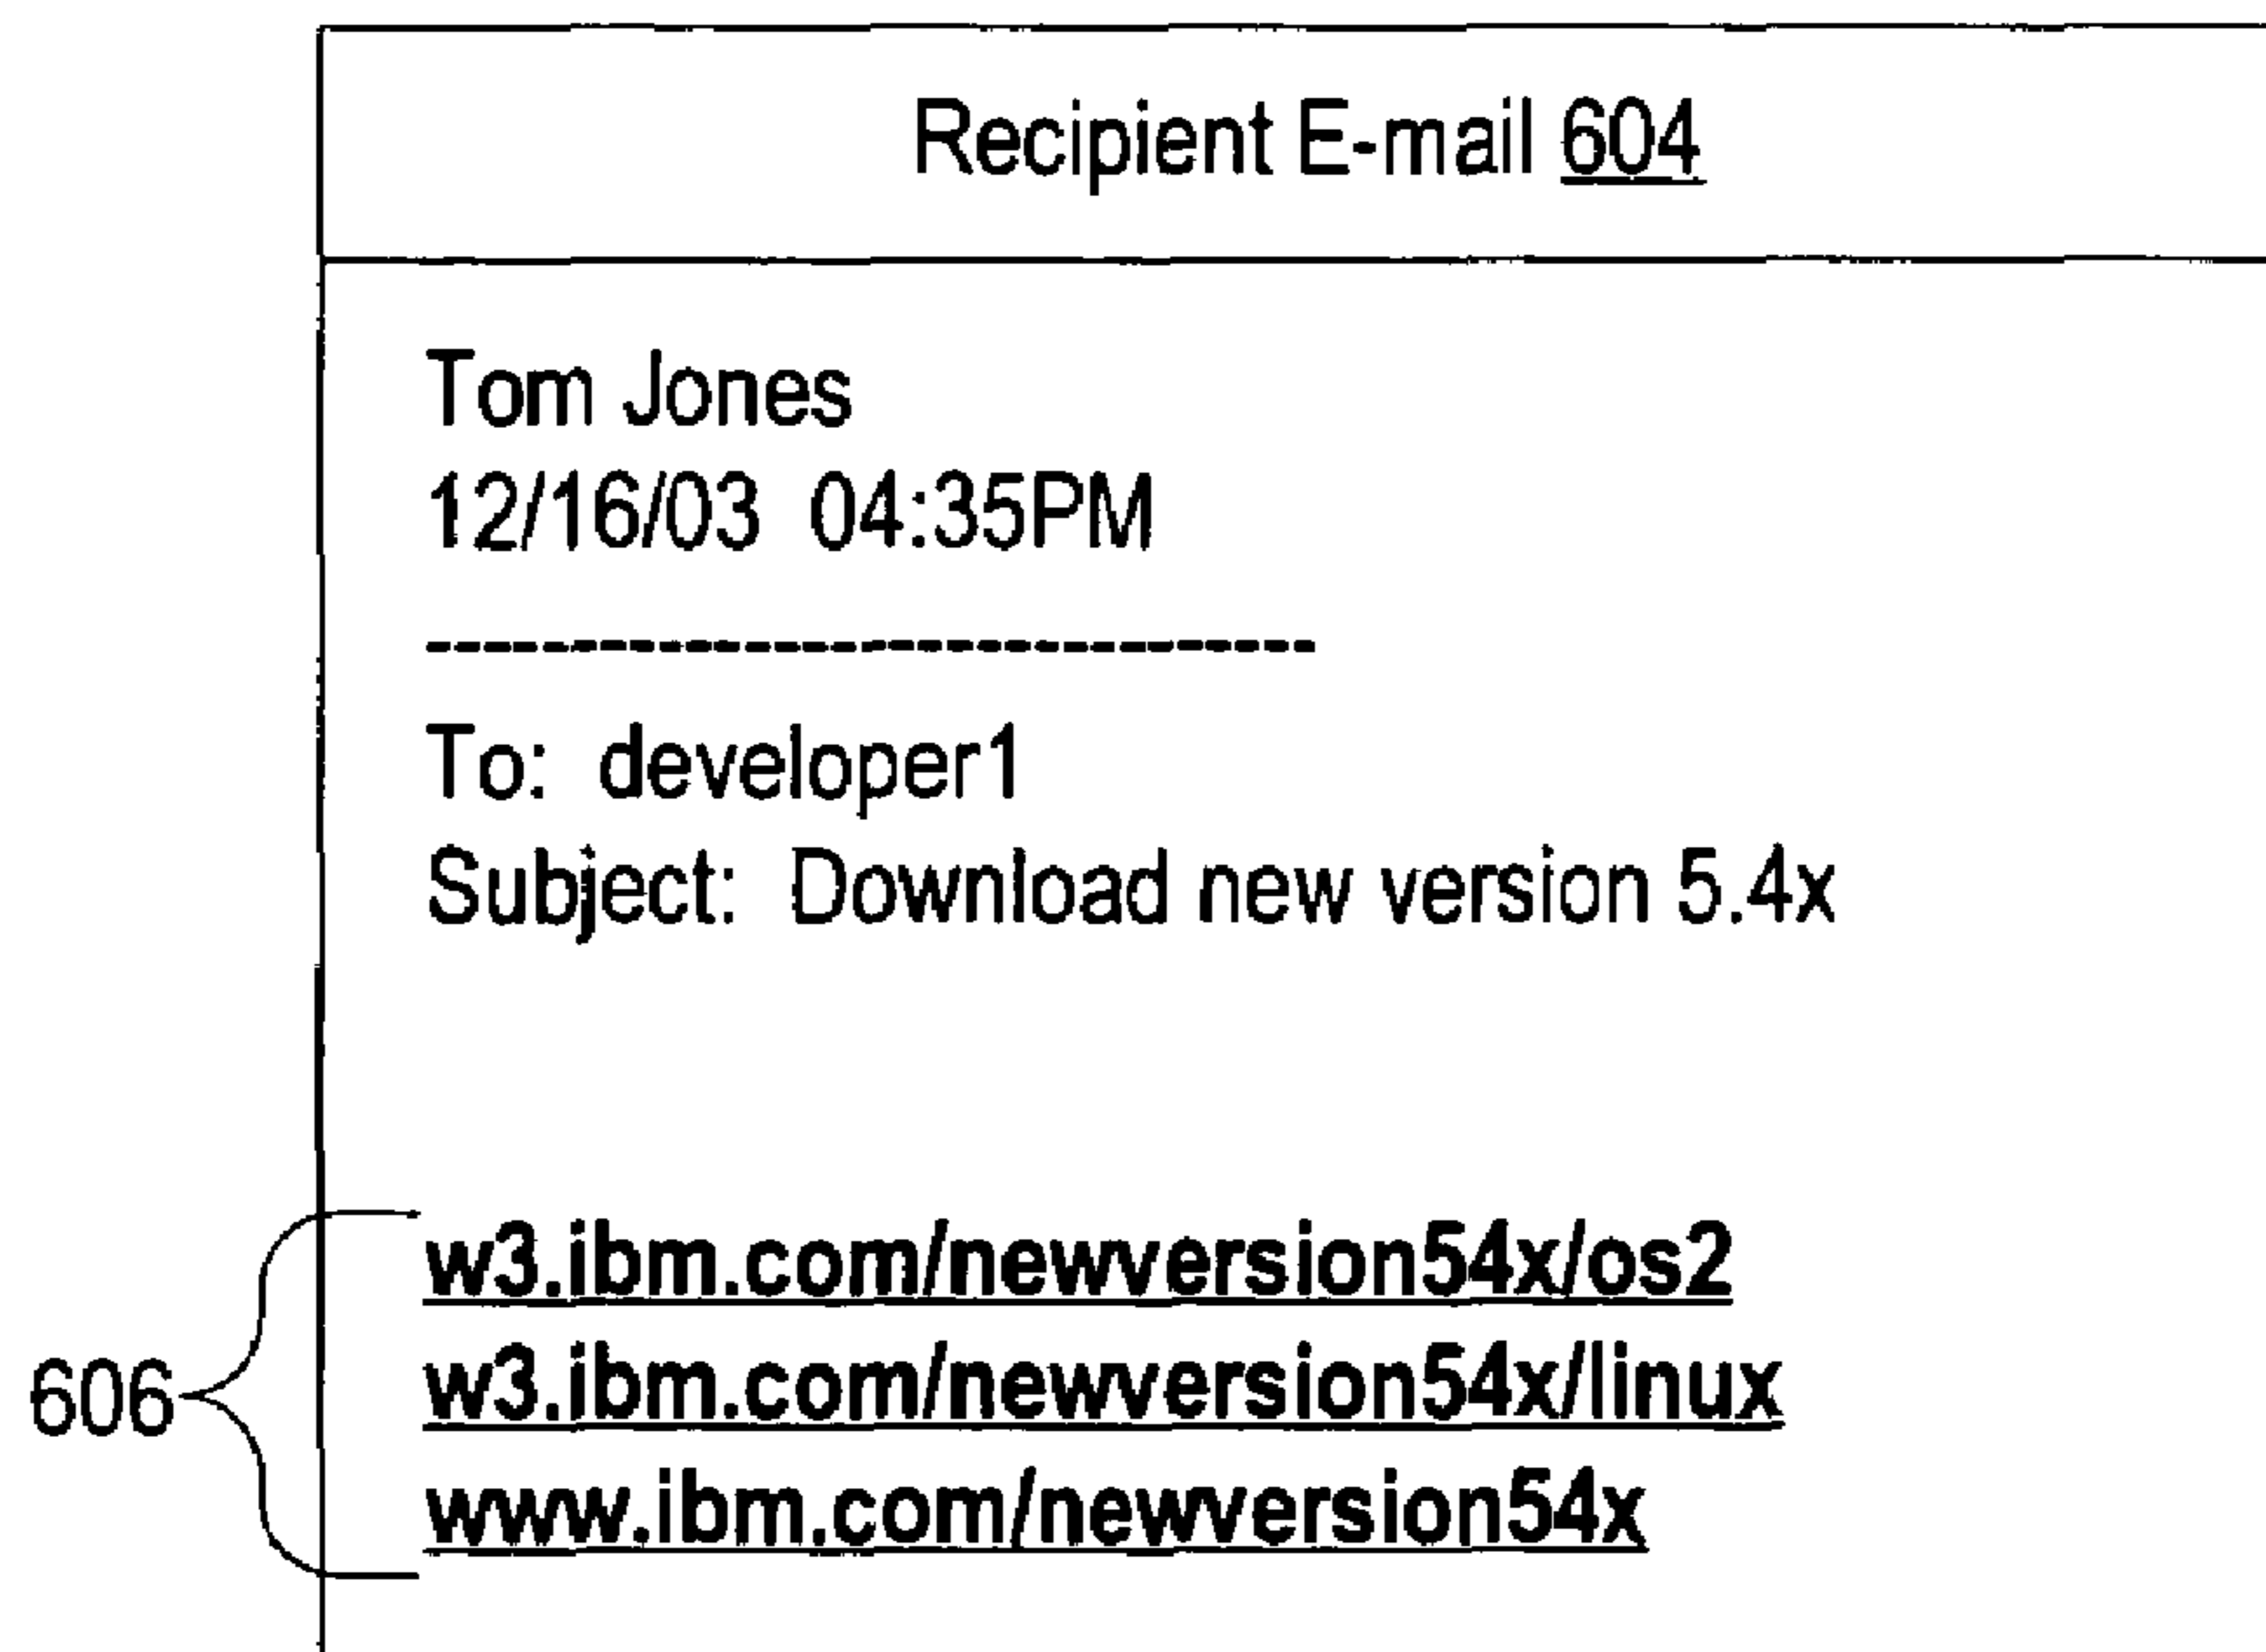 Recipient E-mail 604
Tom Jones
12/16/03 04:35PM
-------------------------------
To: developer1
Subject: Download new version 5.4x
606
w3.ibm.com/newversion54x/os2
w3.ibm.com/newversion54x/linux
www.ibm.com/newversion54x